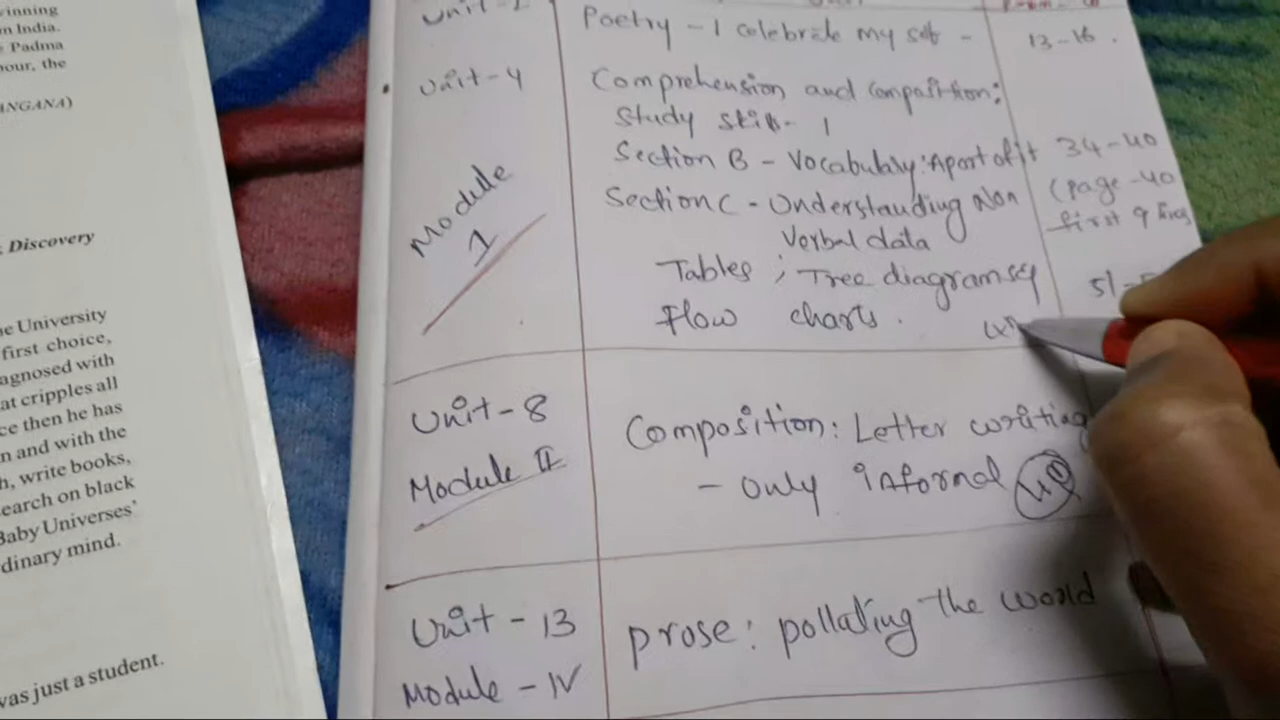 inning
m India.
Padma
our, the
ANGANA)
Discovery
e University
first choice,
agnosed with
at cripples all
ce then he has
n and with the
h, write books,
earch on black
Baby Universes'
dinary mind.
was just a student.
Poetry - I celebrate my self - 13-16.
Unit-4 Comprehension and Composition:
Study skills - 1
Section B - Vocabulary: Apart of it 34-40
(page -40
Section C - Understanding Non first 9 lines
Verbal data
Module
1
Tables ; Tree diagrams 51-
Flow charts.
Unit-8 Composition: Letter writing
Module II - only informal
Unit - 13 prose: polluting the world
Module - IV